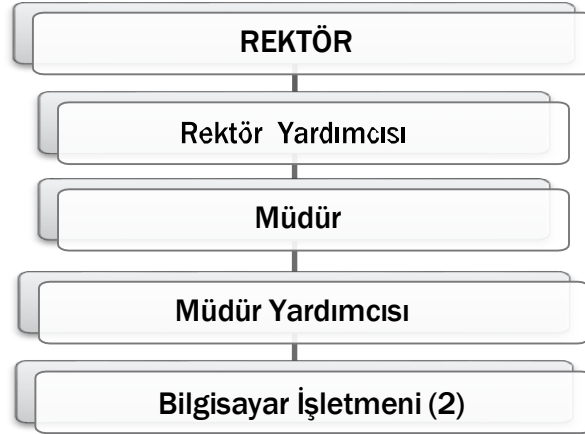 REKTÖR
Rektör Yardımcısı
Müdür
Müdür Yardımcısı
Bilgisayar İşletmeni (2)